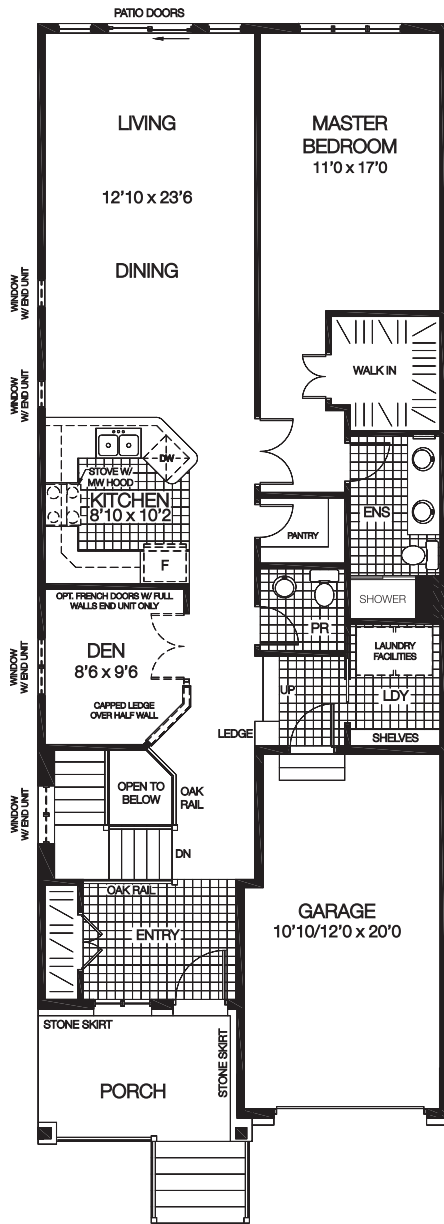 PATIO DOORS
LIVING
12'10 x 23'6
DINING
MASTER
BEDROOM
11'0 x 17'0
WINDOW
W/ END UNIT
WINDOW
W/ END UNIT
WALK IN
DW
STOVE W/
MW HOOD
KITCHEN
8'10 x 10'2
F
ENS
PANTRY
OPT. FRENCH DOORS W/ FULL
WALLS END UNIT ONLY
SHOWER
PR
DEN
8'6 x 9'6
WINDOW
W/ END UNIT
LAUNDRY
FACILITIES
UP
LDY
CAPPED LEDGE
OVER HALF WALL
LEDGE
SHELVES
OPEN TO
BELOW
OAK
RAIL
WINDOW
W/ END UNIT
DN
OAK RAIL
ENTRY
GARAGE
10'10/12'0 x 20'0
STONE SKIRT
STONE SKIRT
PORCH